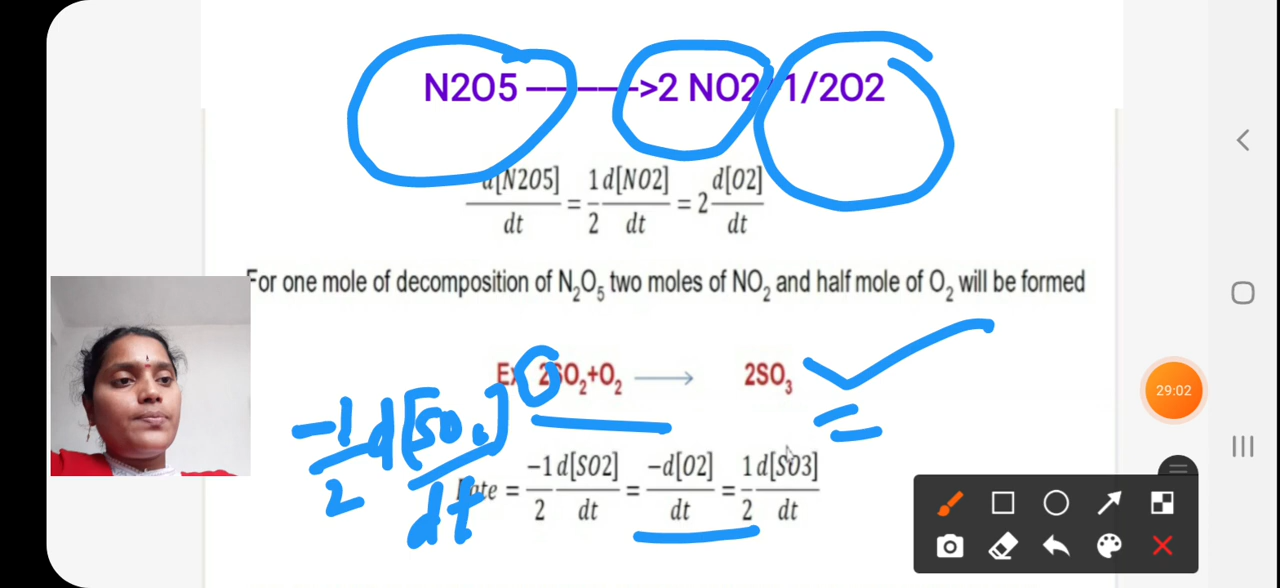 N2O5 ------>2 NO2 1/2O2
d[N2O5]/dt = 1/2 d[NO2]/dt = 2 d[O2]/dt
For one mole of decomposition of N₂O₅ two moles of NO₂ and half mole of O₂ will be formed
Ex 2SO₂+O₂ ⟶ 2SO₃
-1/2 d[SO₂]/dt
Rate = -1/2 d[SO2]/dt = -d[O2]/dt = 1/2 d[SO3]/dt
29:02